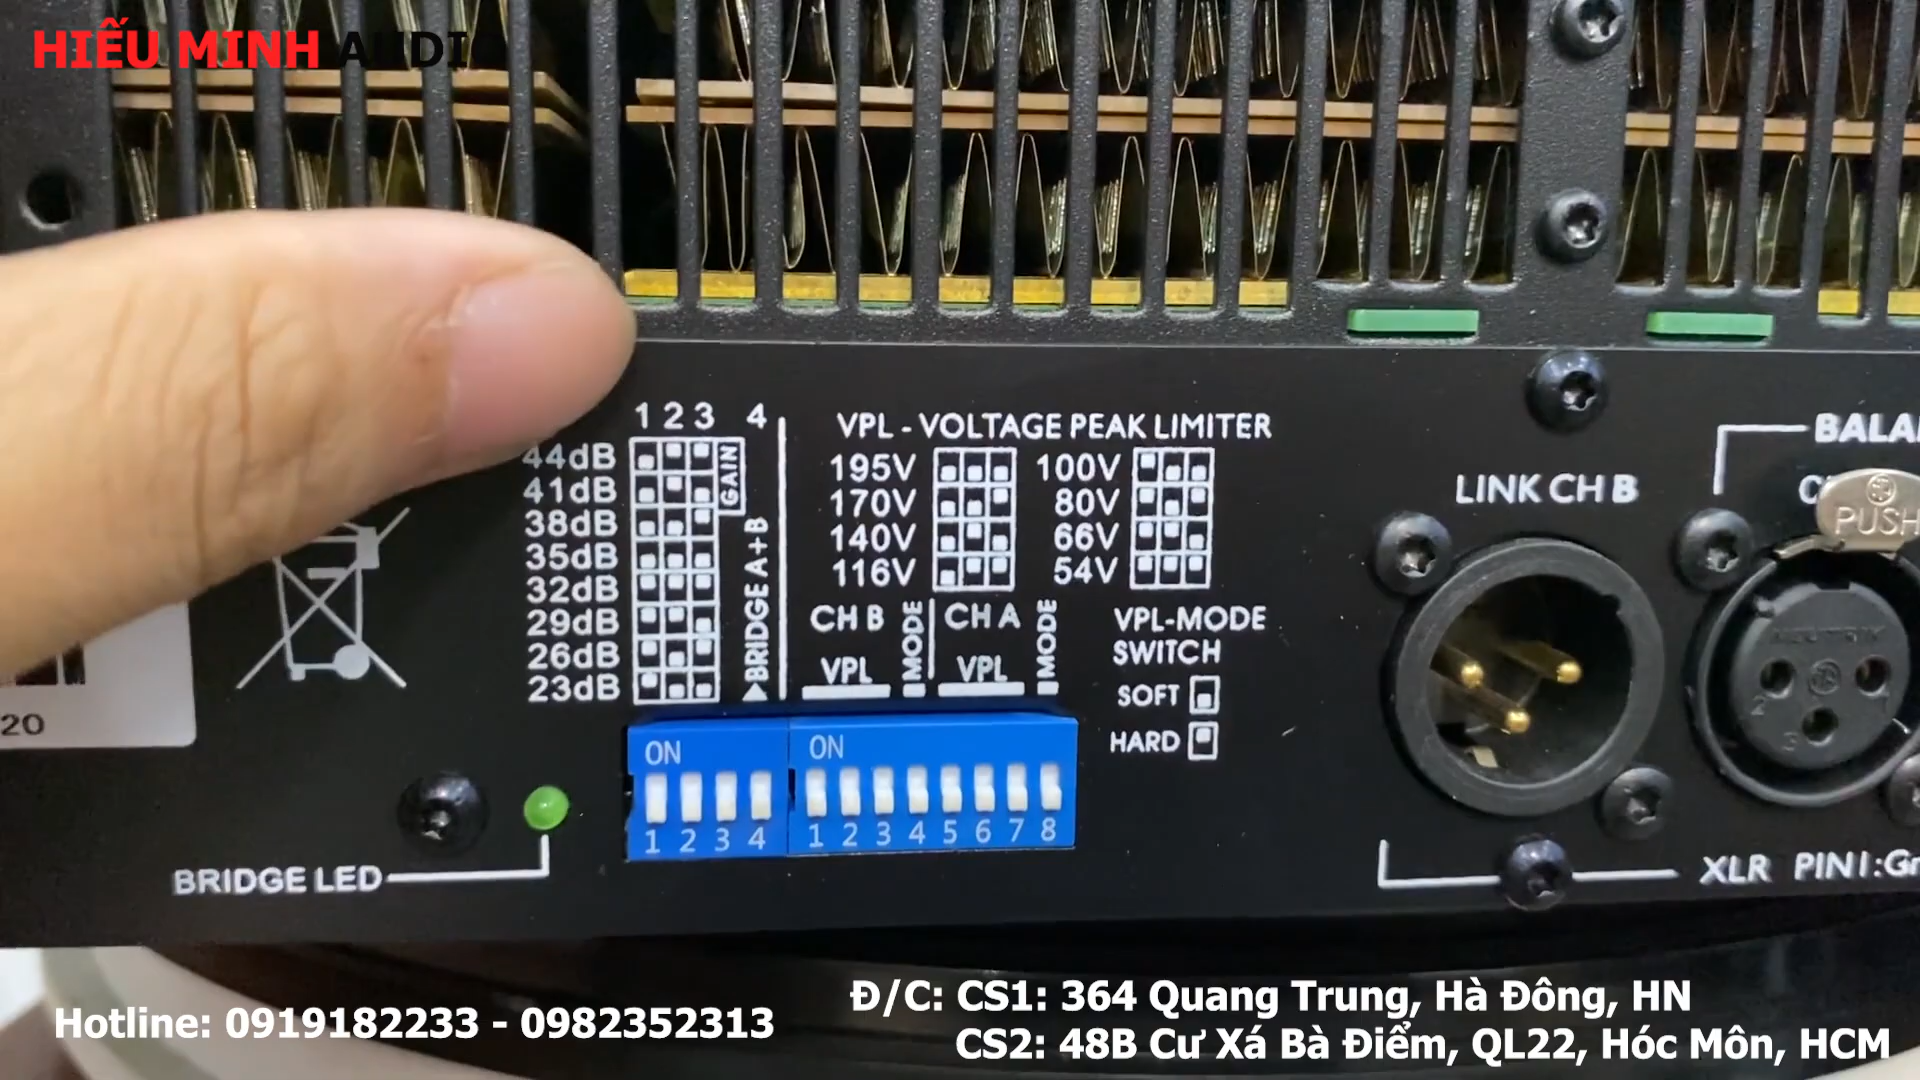 HIẾU MINH AUDIO
1 2 3 4
44dB
41dB
38dB
35dB
32dB
29dB
26dB
23dB
GAIN
BRIDGE A+B
VPL - VOLTAGE PEAK LIMITER
195V 100V
170V 80V
140V 66V
116V 54V
CH B MODE CH A MODE
VPL VPL
VPL-MODE
SWITCH
SOFT
HARD
LINK CH B
BALA
PUSH
20
ON ON
1 2 3 4 1 2 3 4 5 6 7 8
BRIDGE LED
XLR PIN1:Gr
Hotline: 0919182233 - 0982352313
Đ/C: CS1: 364 Quang Trung, Hà Đông, HN
CS2: 48B Cư Xá Bà Điểm, QL22, Hóc Môn, HCM